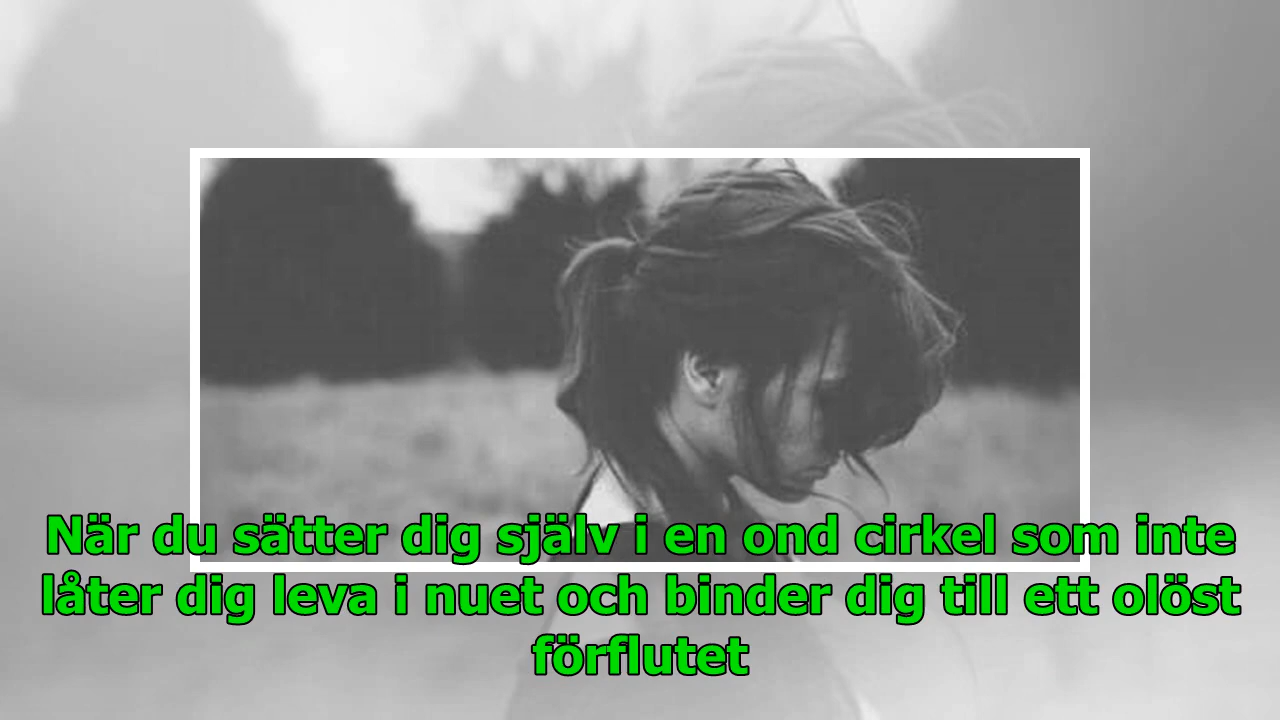 När du sätter dig själv i en ond cirkel som inte
låter dig leva i nuet och binder dig till ett olöst
förflutet